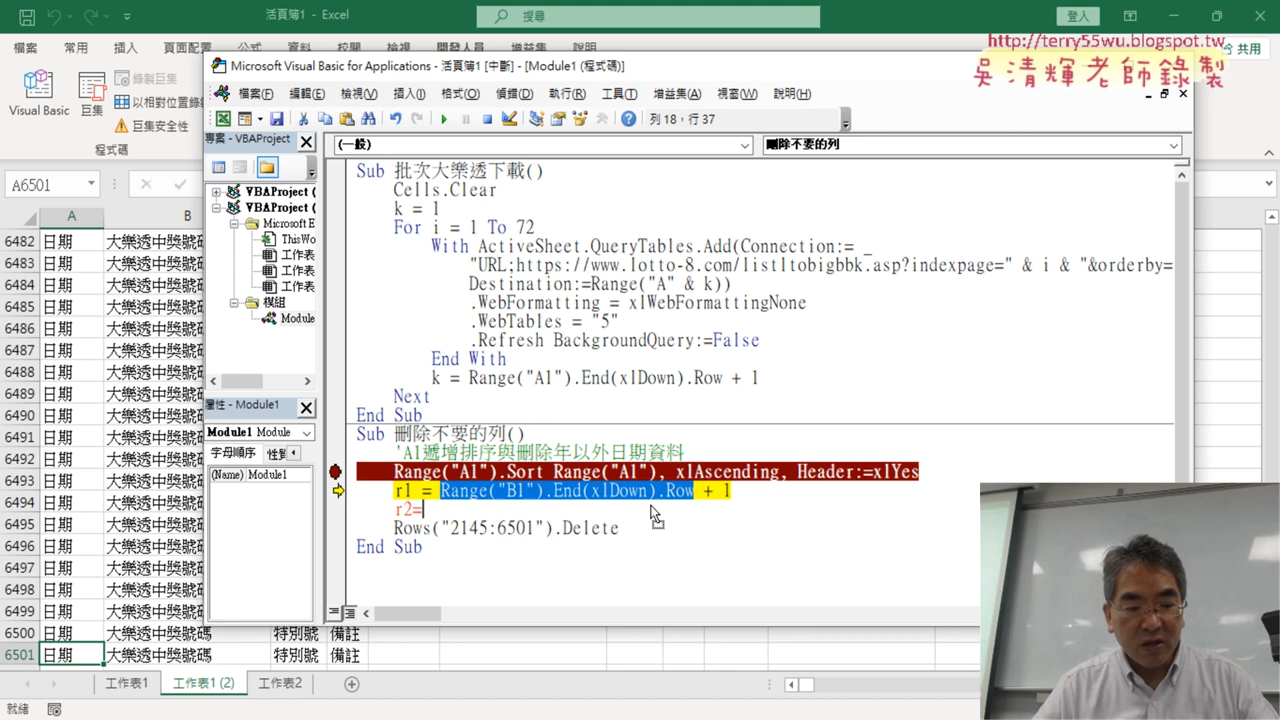 活頁簿1 - Excel
搜尋
登入
檔案 常用 插入 頁面配置 公式 資料 校閱 檢視 開發人員 增益集 說明
共用
http://terry55wu.blogspot.tw
吳清輝老師錄製
Visual Basic
巨集
錄製巨集
以相對位置錄
巨集安全性
程式碼
A6501
Microsoft Visual Basic for Applications - 活頁簿1 [中斷] - [Module1 (程式碼)]
檔案(F) 編輯(E) 檢視(V) 插入(I) 格式(O) 偵錯(D) 執行(R) 工具(T) 增益集(A) 視窗(W) 說明(H)
列 18，行 37
專案 - VBAProject
VBAProject (
VBAProject (
Microsoft E
ThisWo
工作表
工作表
工作表
模組
Module
屬性 - Module1
Module1 Module
字母順序 性質
(Name) Module1
(一般)
刪除不要的列
Sub 批次大樂透下載()
Cells.Clear
k = 1
For i = 1 To 72
With ActiveSheet.QueryTables.Add(Connection:= _
"URL;https://www.lotto-8.com/listltobigbbk.asp?indexpage=" & i & "&orderby=
Destination:=Range("A" & k))
.WebFormatting = xlWebFormattingNone
.WebTables = "5"
.Refresh BackgroundQuery:=False
End With
k = Range("A1").End(xlDown).Row + 1
Next
End Sub
Sub 刪除不要的列()
'A1遞增排序與刪除年以外日期資料
Range("A1").Sort Range("A1"), xlAscending, Header:=xlYes
r1 = Range("B1").End(xlDown).Row + 1
r2=
Rows("2145:6501").Delete
End Sub
A B
6482 日期 大樂透中獎號碼
6483 日期 大樂透中獎號碼
6484 日期 大樂透中獎號碼
6485 日期 大樂透中獎號碼
6486 日期 大樂透中獎號碼
6487 日期 大樂透中獎號碼
6488 日期 大樂透中獎號碼
6489 日期 大樂透中獎號碼
6490 日期 大樂透中獎號碼
6491 日期 大樂透中獎號碼
6492 日期 大樂透中獎號碼
6493 日期 大樂透中獎號碼
6494 日期 大樂透中獎號碼
6495 日期 大樂透中獎號碼
6496 日期 大樂透中獎號碼
6497 日期 大樂透中獎號碼
6498 日期 大樂透中獎號碼
6499 日期 大樂透中獎號碼
6500 日期 大樂透中獎號碼 特別號 備註
6501 日期 大樂透中獎號碼 特別號 備註
工作表1 工作表1 (2) 工作表2
就緒